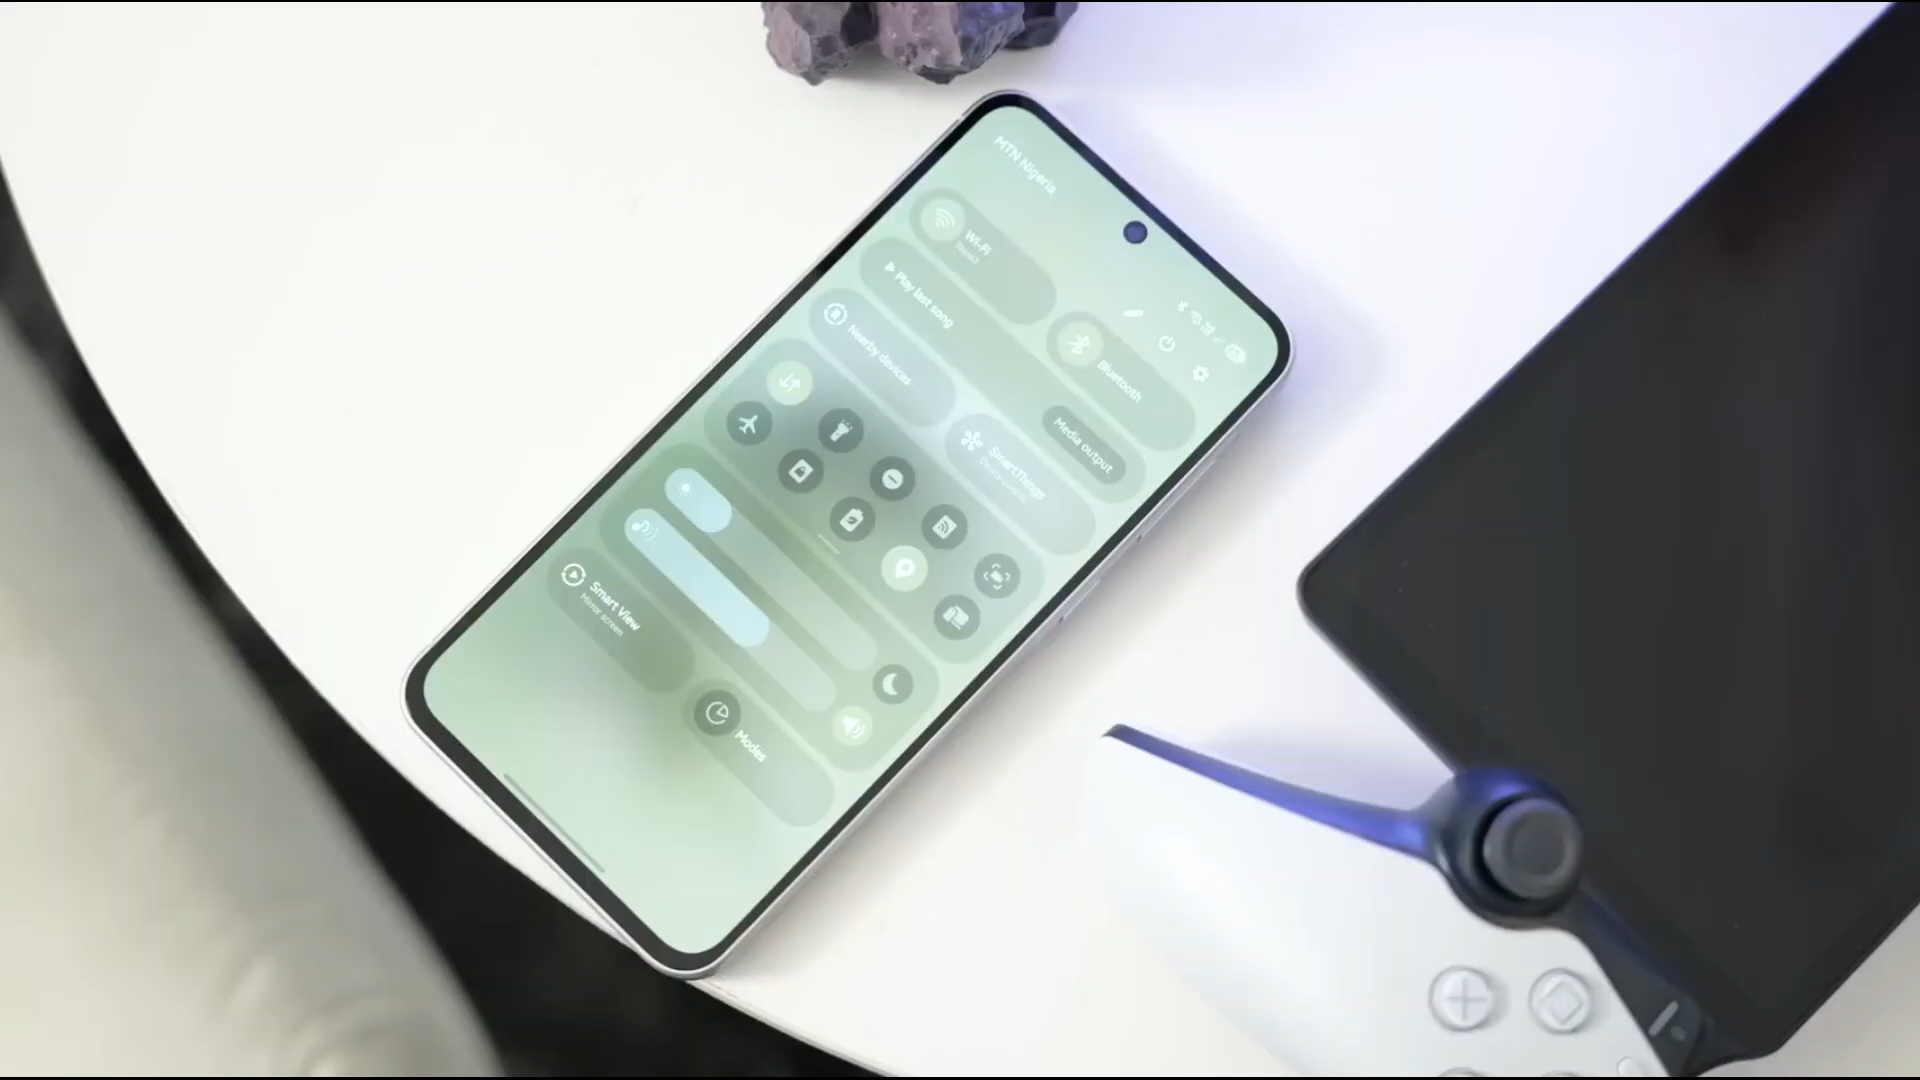 MTN Nigeria
Wi-Fi
Bluetooth
Play last song
Media output
Nearby devices
SmartThings
Smart View
Mirror screen
Modes